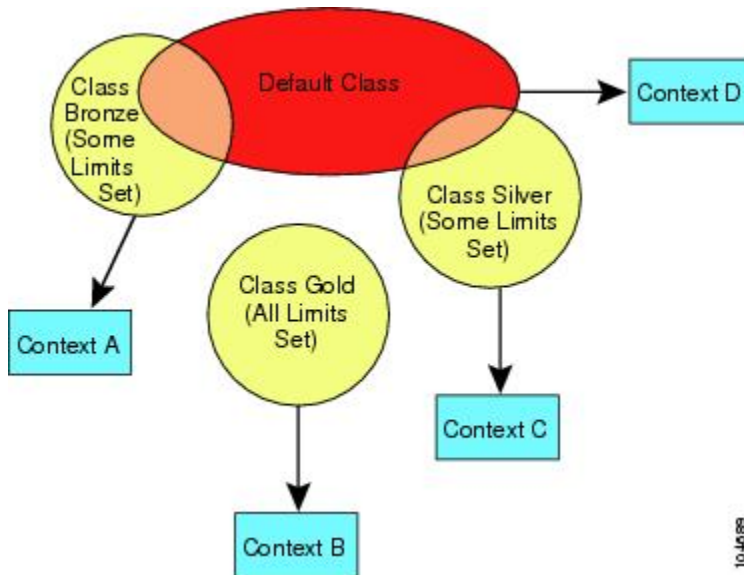 Class
Bronze
(Some
Limits
Set)
Default Class
Context D
Class Silver
(Some Limits
Set)
Class Gold
(All Limits
Set)
Context A
Context C
Context B
104689